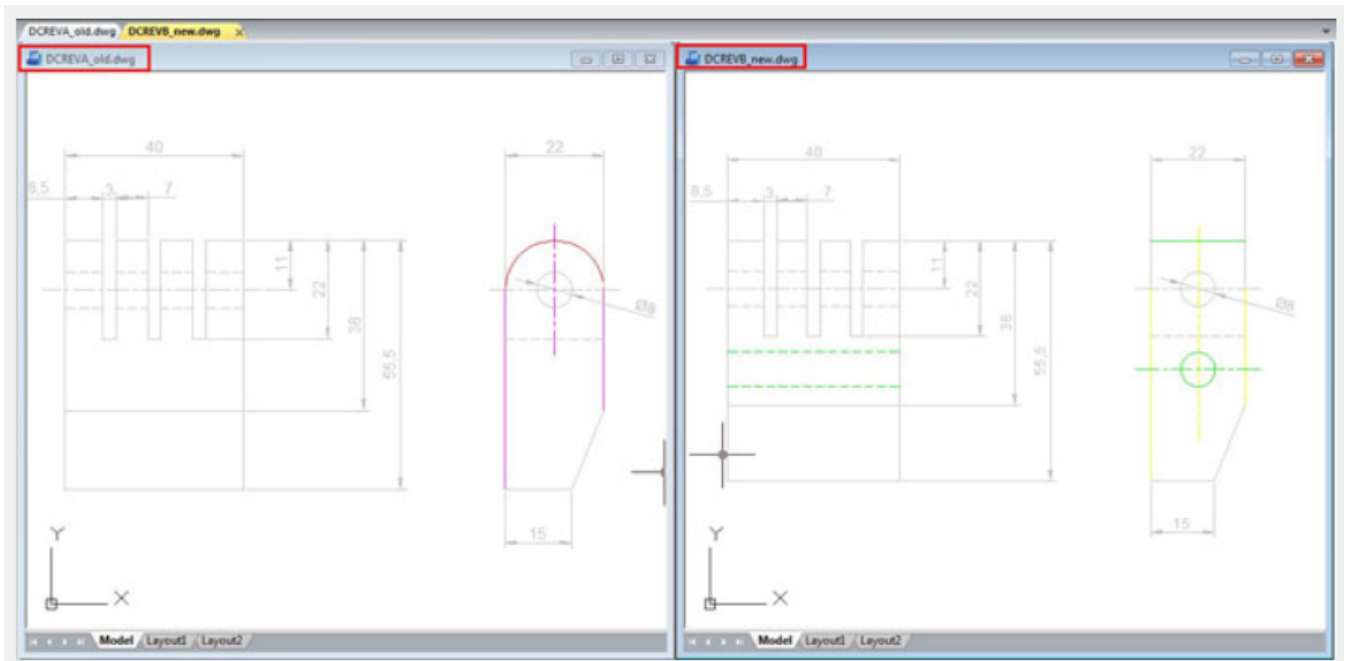 DCREVA_old.dwg DCREVB_new.dwg
DCREVA_old.dwg
40
22
8,5 3 7
11
22
38
55,5
Ø8
15
Y
X
Model Layout1 Layout2
DCREVB_new.dwg
40
22
8,5 3 7
11
22
38
55,5
Ø8
15
Y
X
Model Layout1 Layout2